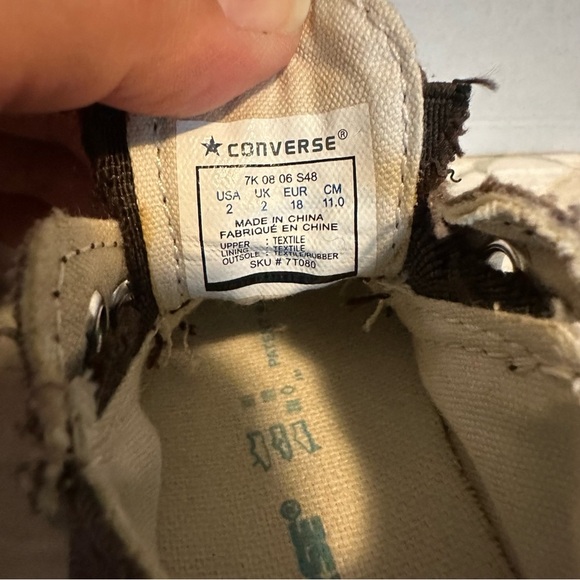 ★ CONVERSE®
7K 08 06 S48
USA UK EUR CM
2 2 18 11.0
MADE IN CHINA
FABRIQUÉ EN CHINE
UPPER : TEXTILE
LINING : TEXTILE
OUTSOLE : TEXTILE/RUBBER
SKU # 7T080